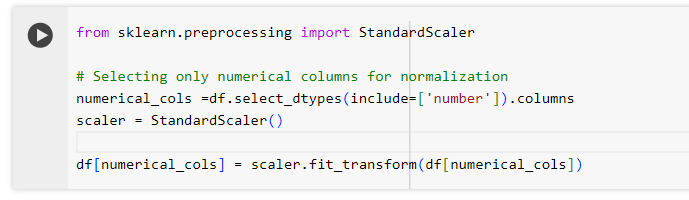 from sklearn.preprocessing import StandardScaler
# Selecting only numerical columns for normalization
numerical_cols =df.select_dtypes(include=['number']).columns
scaler = StandardScaler()
df[numerical_cols] = scaler.fit_transform(df[numerical_cols])